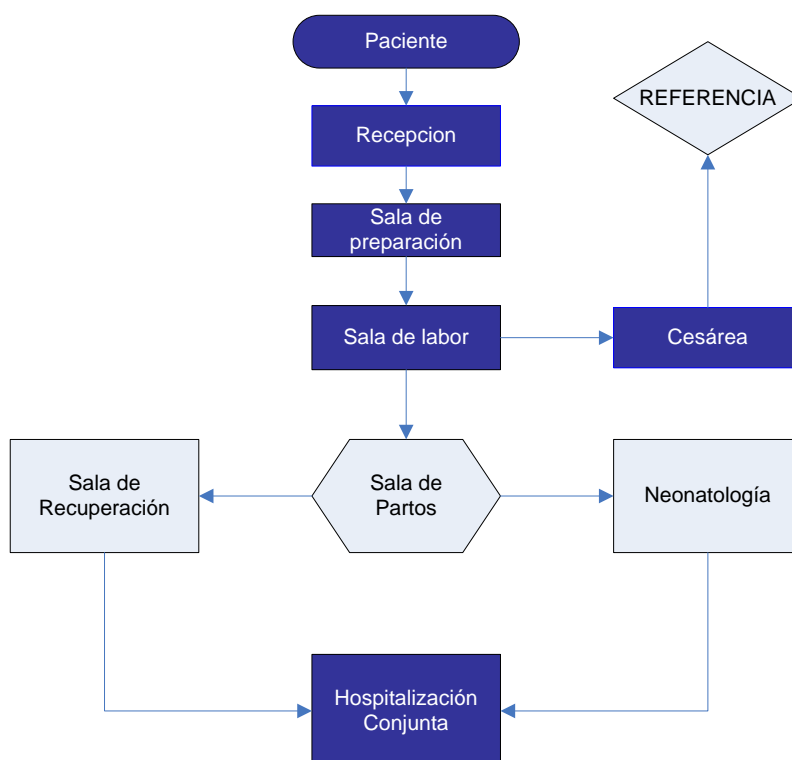 Paciente
REFERENCIA
Recepcion
Sala de
preparación
Sala de labor
Cesárea
Sala de
Recuperación
Sala de
Partos
Neonatología
Hospitalización
Conjunta